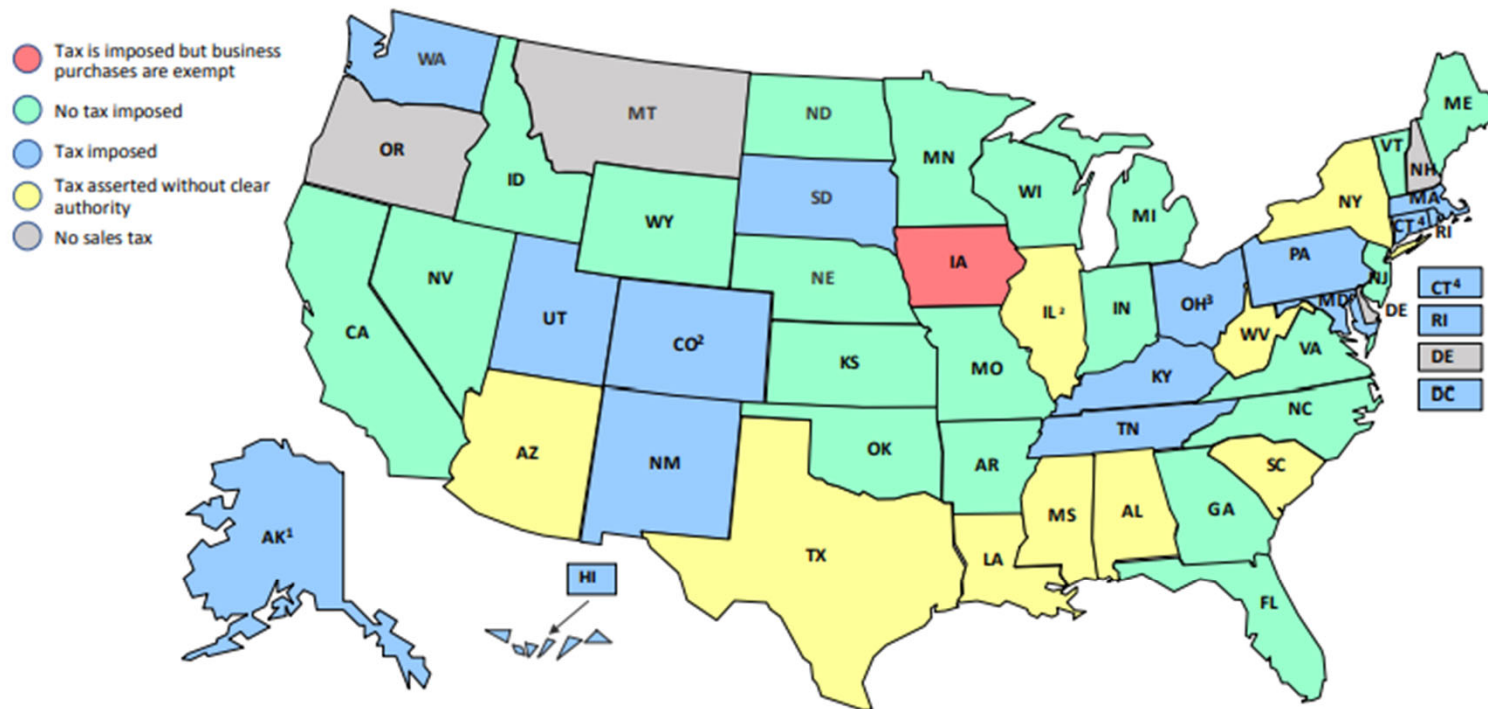 Tax is imposed but business
purchases are exempt
No tax imposed
Tax imposed
Tax asserted without clear
authority
No sales tax
WA
MT
ND
MN
ME
VT
NH
OR
ID
WY
SD
WI
MI
NY
MA
CT⁴
RI
NV
NE
IA
PA
NJ
CA
UT
CO²
KS
MO
IL²
IN
OH³
WV
MD
DE
VA
KY
CT⁴
RI
DE
DC
AZ
NM
OK
AR
TN
NC
SC
TX
LA
MS
AL
GA
FL
AK¹
HI